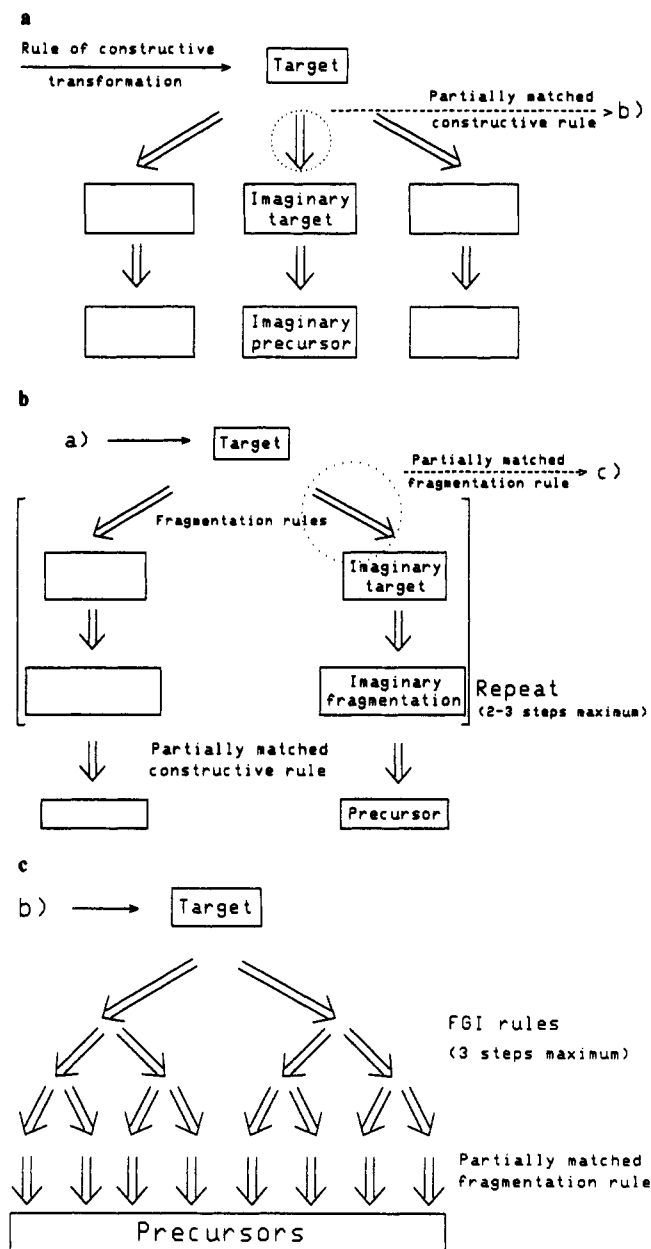 a
Rule of constructive
transformation
Target
Partially matched
constructive rule
b)
Imaginary
target
Imaginary
precursor
b
a)
Target
Partially matched
fragmentation rule
c)
Fragmentation rules
Imaginary
target
Imaginary
fragmentation
Repeat
(2-3 steps maximum)
Partially matched
constructive rule
Precursor
c
b)
Target
FGI rules
(3 steps maximum)
Partially matched
fragmentation rule
Precursors